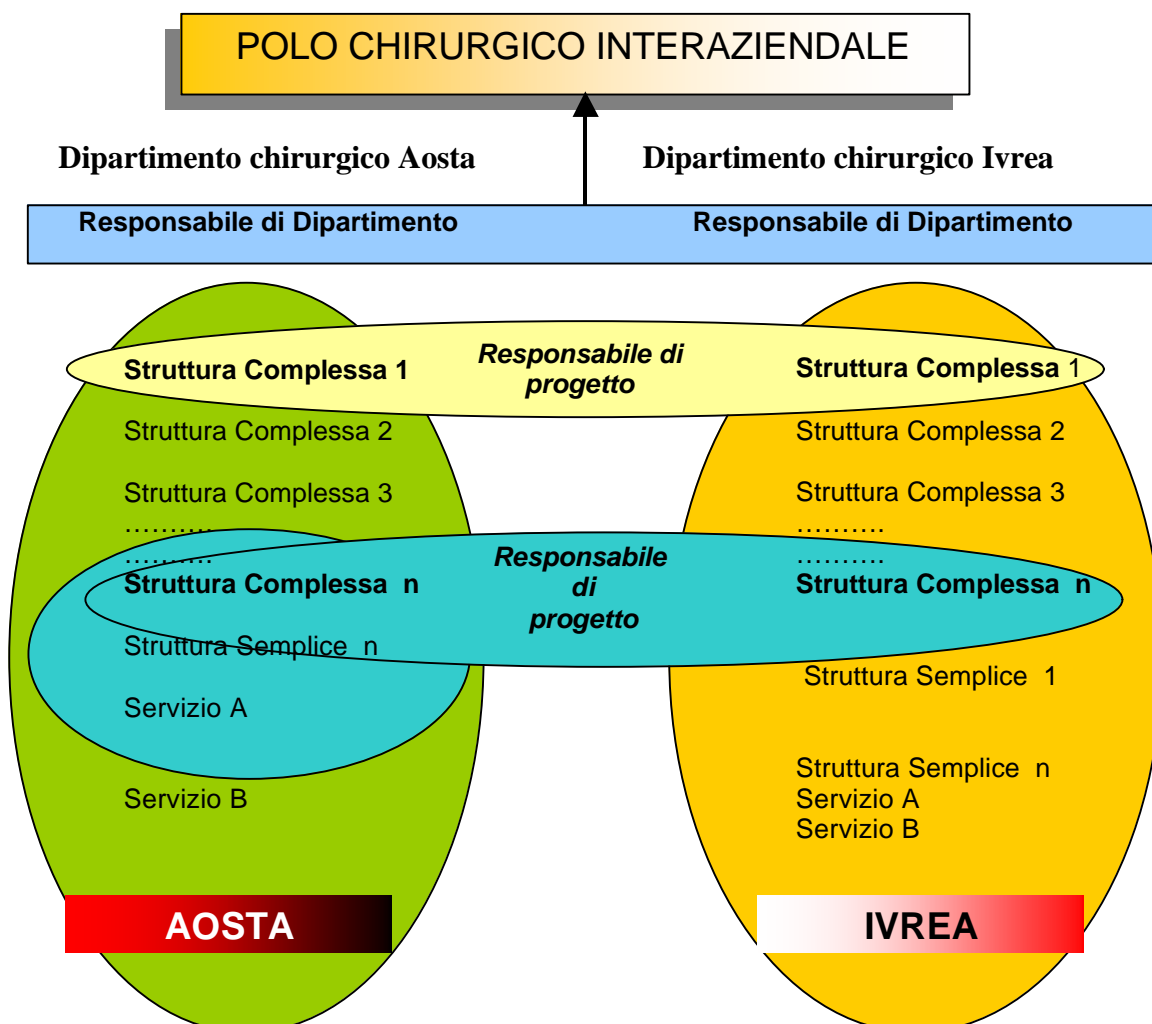 POLO CHIRURGICO INTERAZIENDALE
Dipartimento chirurgico Aosta
Dipartimento chirurgico Ivrea
Responsabile di Dipartimento
Responsabile di Dipartimento
Struttura Complessa 1
Responsabile di
progetto
Struttura Complessa 1
Struttura Complessa 2
Struttura Complessa 2
Struttura Complessa 3
Struttura Complessa 3
……….
……….
……….
……….
Struttura Complessa n
Responsabile
di
progetto
Struttura Complessa n
Struttura Semplice n
Struttura Semplice 1
Servizio A
Struttura Semplice n
Servizio B
Servizio A
Servizio B
AOSTA
IVREA